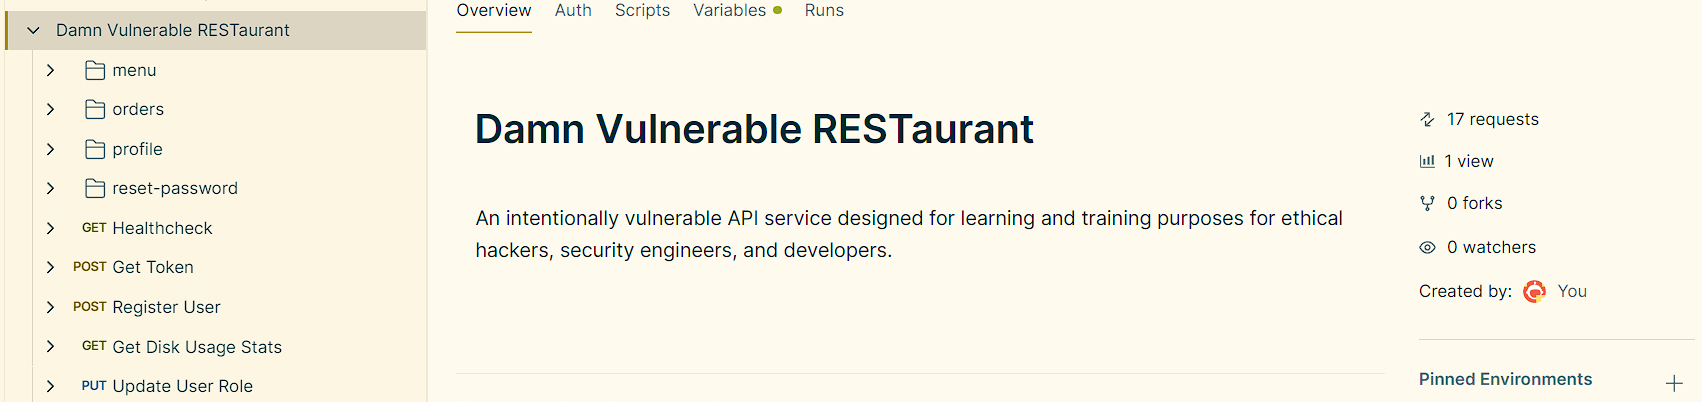 Damn Vulnerable RESTaurant
menu
orders
profile
reset-password
GET Healthcheck
POST Get Token
POST Register User
GET Get Disk Usage Stats
PUT Update User Role
Overview Auth Scripts Variables Runs
Damn Vulnerable RESTaurant
An intentionally vulnerable API service designed for learning and training purposes for ethical
hackers, security engineers, and developers.
17 requests
1 view
0 forks
0 watchers
Created by: You
Pinned Environments